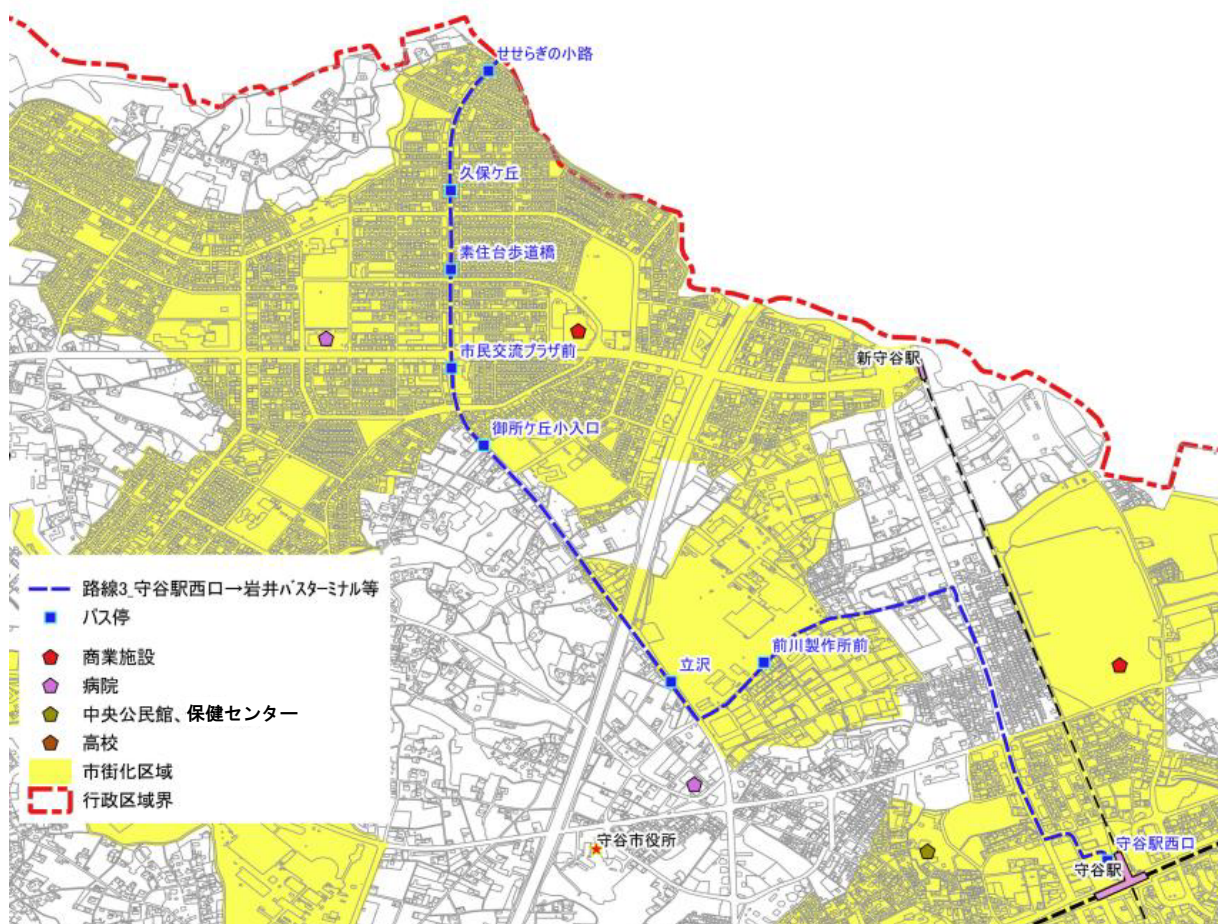 せせらぎの小路
久保ケ丘
素住台歩道橋
市民交流プラザ前
新守谷駅
御所ケ丘小入口
立沢
前川製作所前
守谷市役所
守谷駅西口
守谷駅
路線3_守谷駅西口→岩井バスターミナル等
バス停
商業施設
病院
中央公民館、保健センター
高校
市街化区域
行政区域界